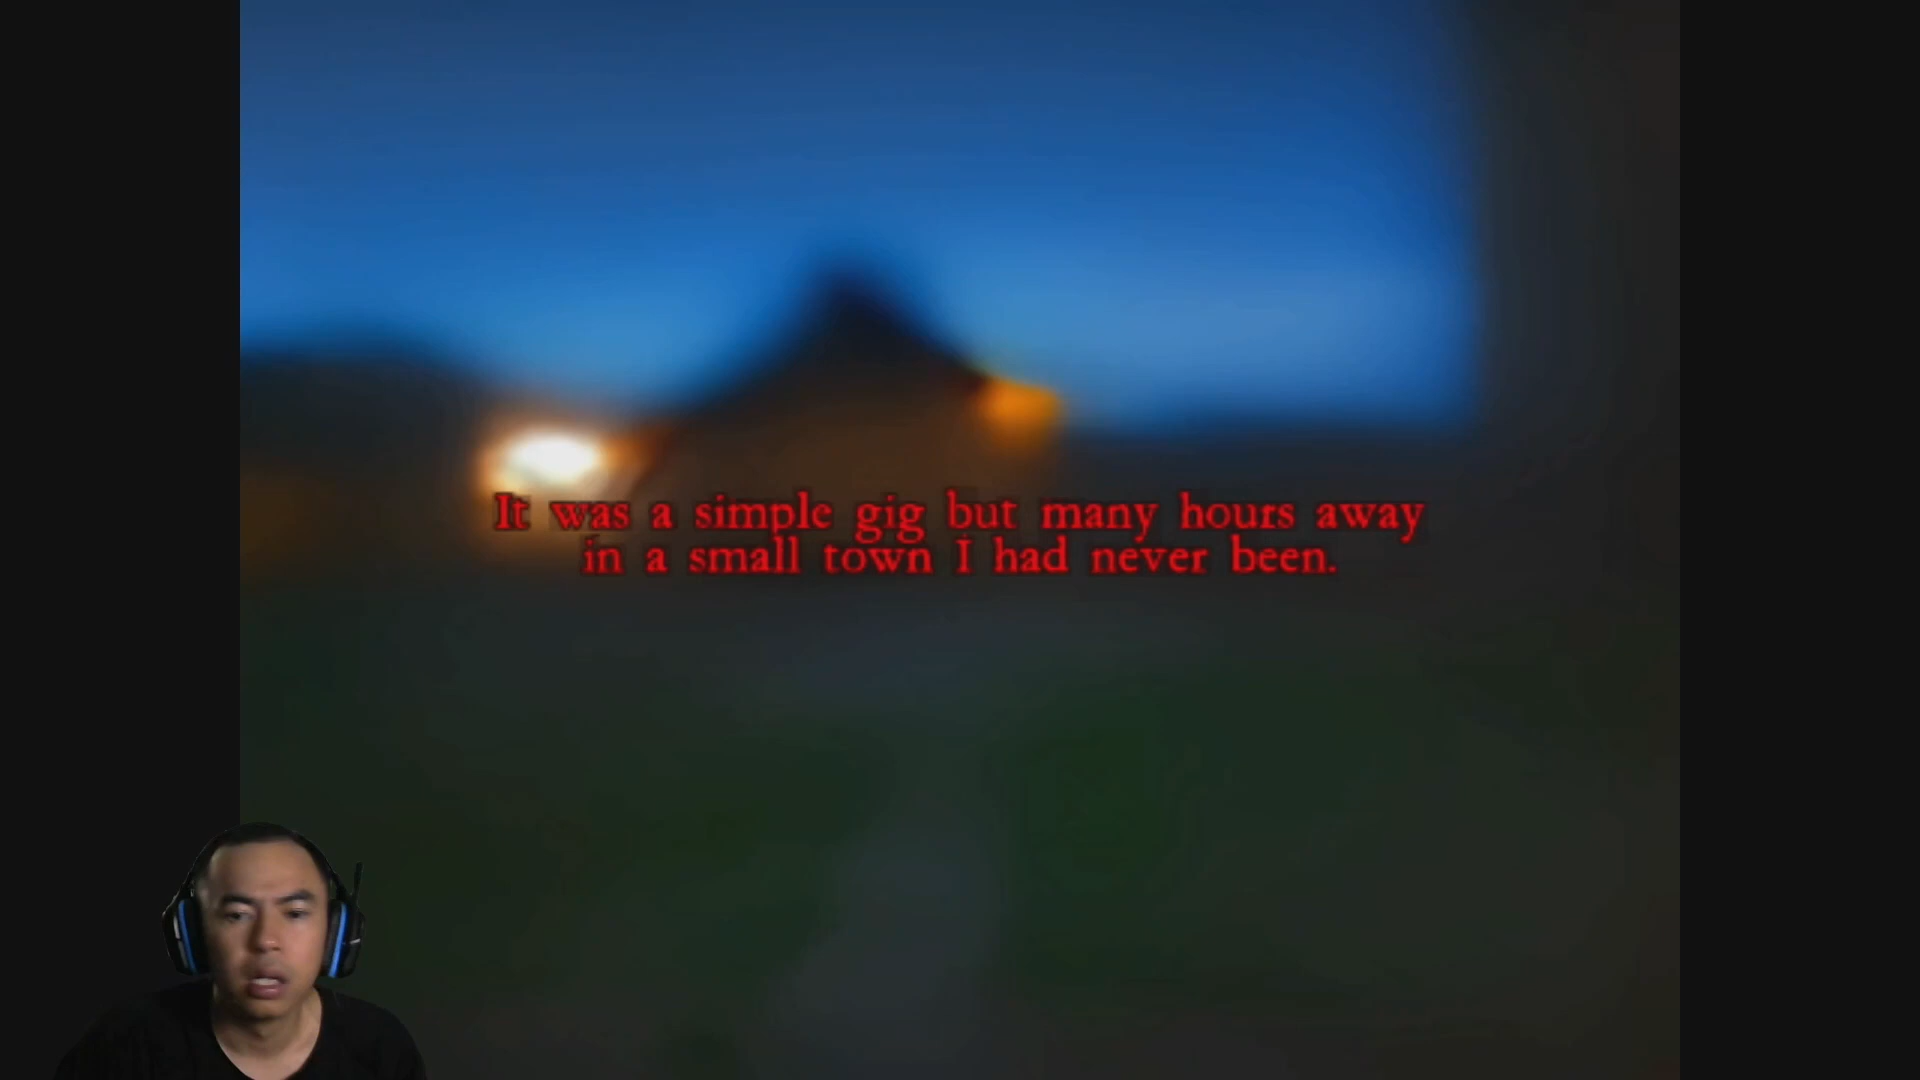 It was a simple gig but many hours away
in a small town I had never been.